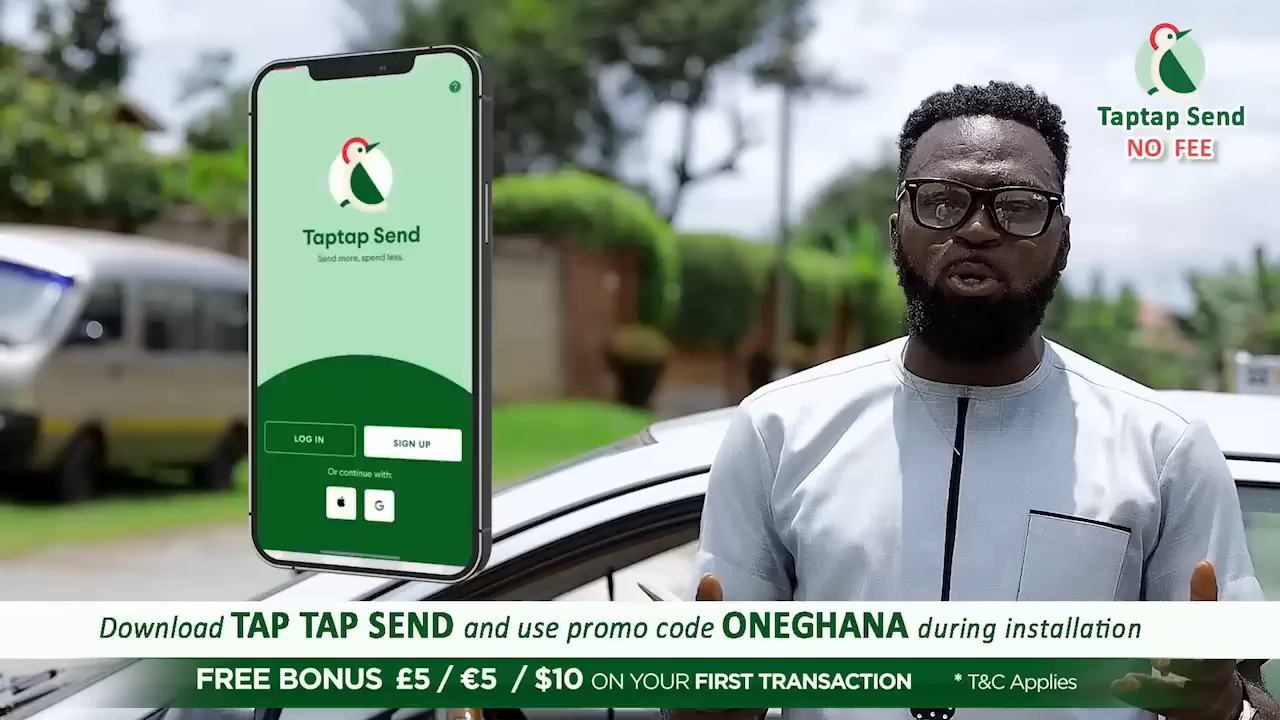 Taptap Send
NO FEE
?
Taptap Send
Send more, spend less.
LOG IN
SIGN UP
Or continue with:
G
Download TAP TAP SEND and use promo code ONEGHANA during installation
FREE BONUS £5 / €5 / $10 ON YOUR FIRST TRANSACTION * T&C Applies